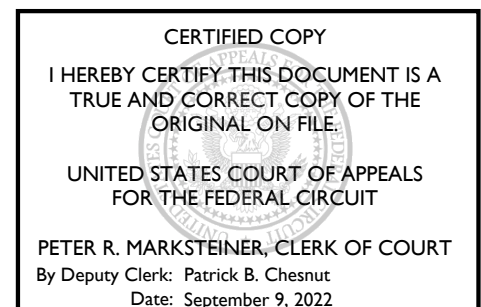 CERTIFIED COPY
I HEREBY CERTIFY THIS DOCUMENT IS A
TRUE AND CORRECT COPY OF THE
ORIGINAL ON FILE.
UNITED STATES COURT OF APPEALS
FOR THE FEDERAL CIRCUIT
PETER R. MARKSTEINER, CLERK OF COURT
By Deputy Clerk: Patrick B. Chesnut
Date: September 9, 2022